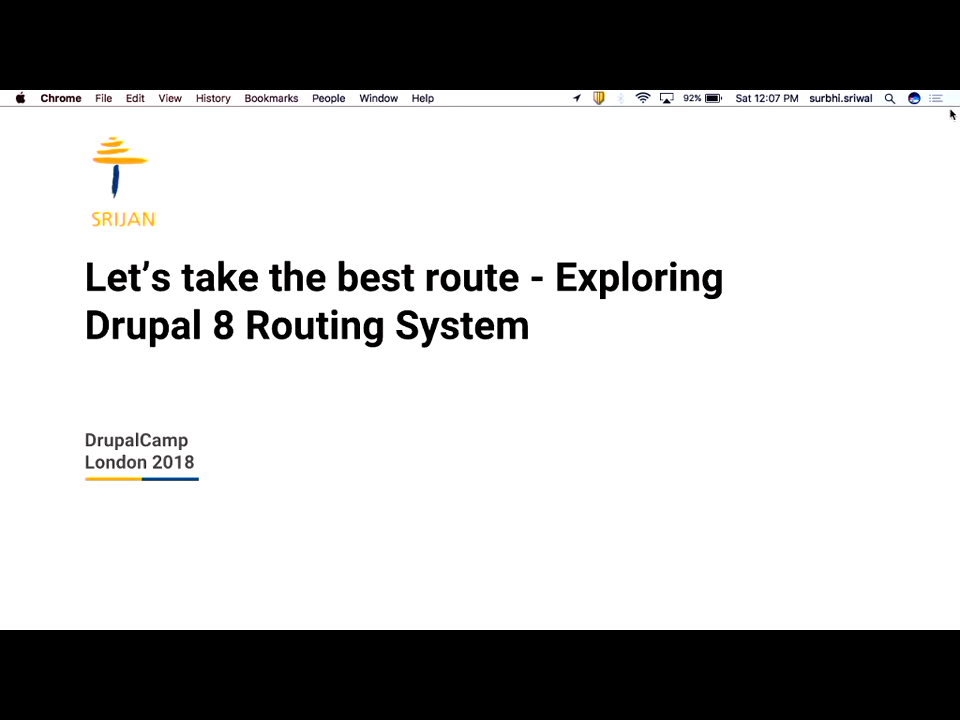 Chrome File Edit View History Bookmarks People Window Help 92% Sat 12:07 PM surbhi.sriwal
SRIJAN
Let’s take the best route - Exploring
Drupal 8 Routing System
DrupalCamp
London 2018